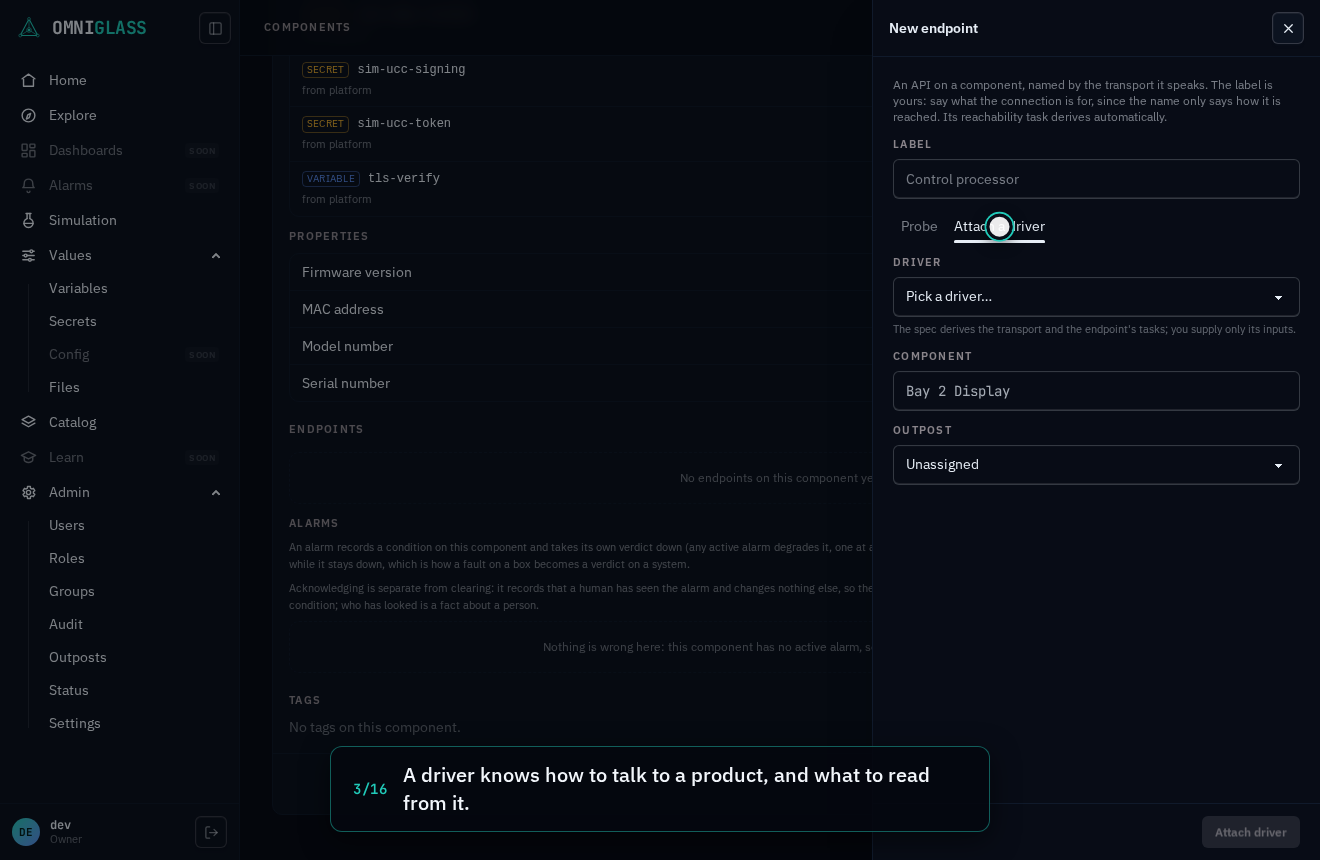 OMNIGLASS
COMPONENTS
New endpoint
Home
Explore
Dashboards SOON
Alarms SOON
Simulation
Values
Variables
Secrets
Config SOON
Files
Catalog
Learn SOON
Admin
Users
Roles
Groups
Audit
Outposts
Status
Settings
DE
dev
Owner
SECRET sim-ucc-signing
from platform
SECRET sim-ucc-token
from platform
VARIABLE tls-verify
from platform
PROPERTIES
Firmware version
MAC address
Model number
Serial number
ENDPOINTS
No endpoints on this component ye
ALARMS
An alarm records a condition on this component and takes its own verdict down (any active alarm degrades it, one at a
while it stays down, which is how a fault on a box becomes a verdict on a system.
Acknowledging is separate from clearing: it records that a human has seen the alarm and changes nothing else, so the
condition; who has looked is a fact about a person.
Nothing is wrong here: this component has no active alarm, s
TAGS
No tags on this component.
An API on a component, named by the transport it speaks. The label is
yours: say what the connection is for, since the name only says how it is
reached. Its reachability task derives automatically.
LABEL
Control processor
Probe
Attach a driver
DRIVER
Pick a driver...
The spec derives the transport and the endpoint's tasks; you supply only its inputs.
COMPONENT
Bay 2 Display
OUTPOST
Unassigned
Attach driver
3/16
A driver knows how to talk to a product, and what to read
from it.